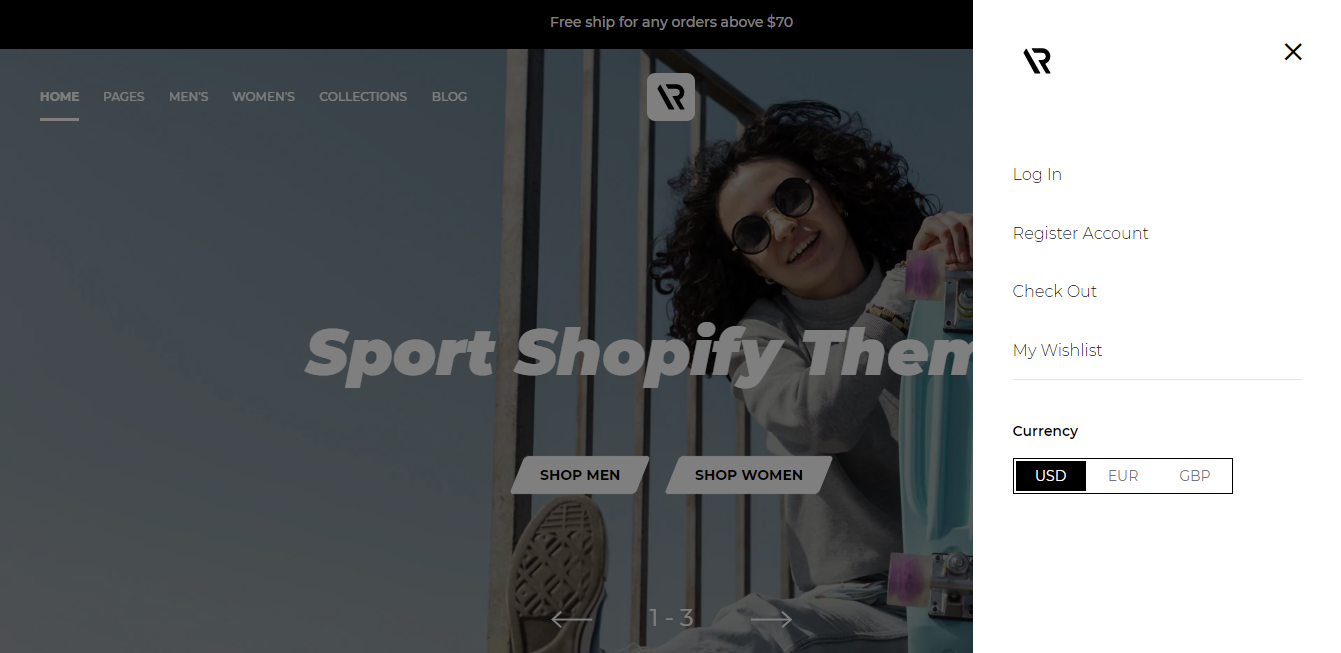 Free ship for any orders above $70
HOME PAGES MEN'S WOMEN'S COLLECTIONS BLOG
Sport Shopify Them
SHOP MEN SHOP WOMEN
1 - 3
Log In
Register Account
Check Out
My Wishlist
Currency
USD EUR GBP